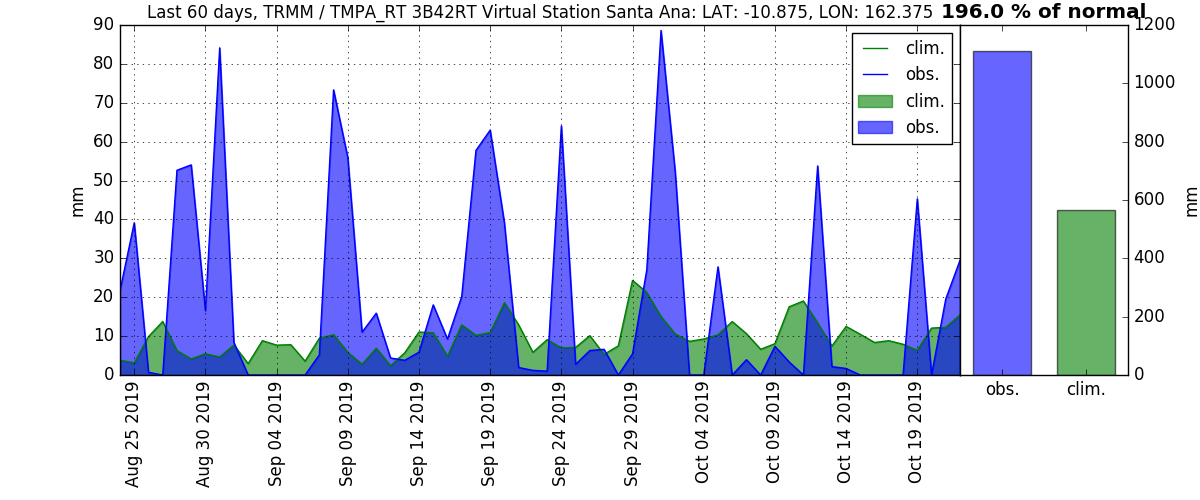 Last 60 days, TRMM / TMPA_RT 3B42RT Virtual Station Santa Ana: LAT: -10.875, LON: 162.375 196.0 % of normal
90
80
70
60
50
40
30
20
10
0
mm
clim.
obs.
clim.
obs.
1200
1000
800
600
400
200
0
mm
obs. clim.
Aug 25 2019
Aug 30 2019
Sep 04 2019
Sep 09 2019
Sep 14 2019
Sep 19 2019
Sep 24 2019
Sep 29 2019
Oct 04 2019
Oct 09 2019
Oct 14 2019
Oct 19 2019